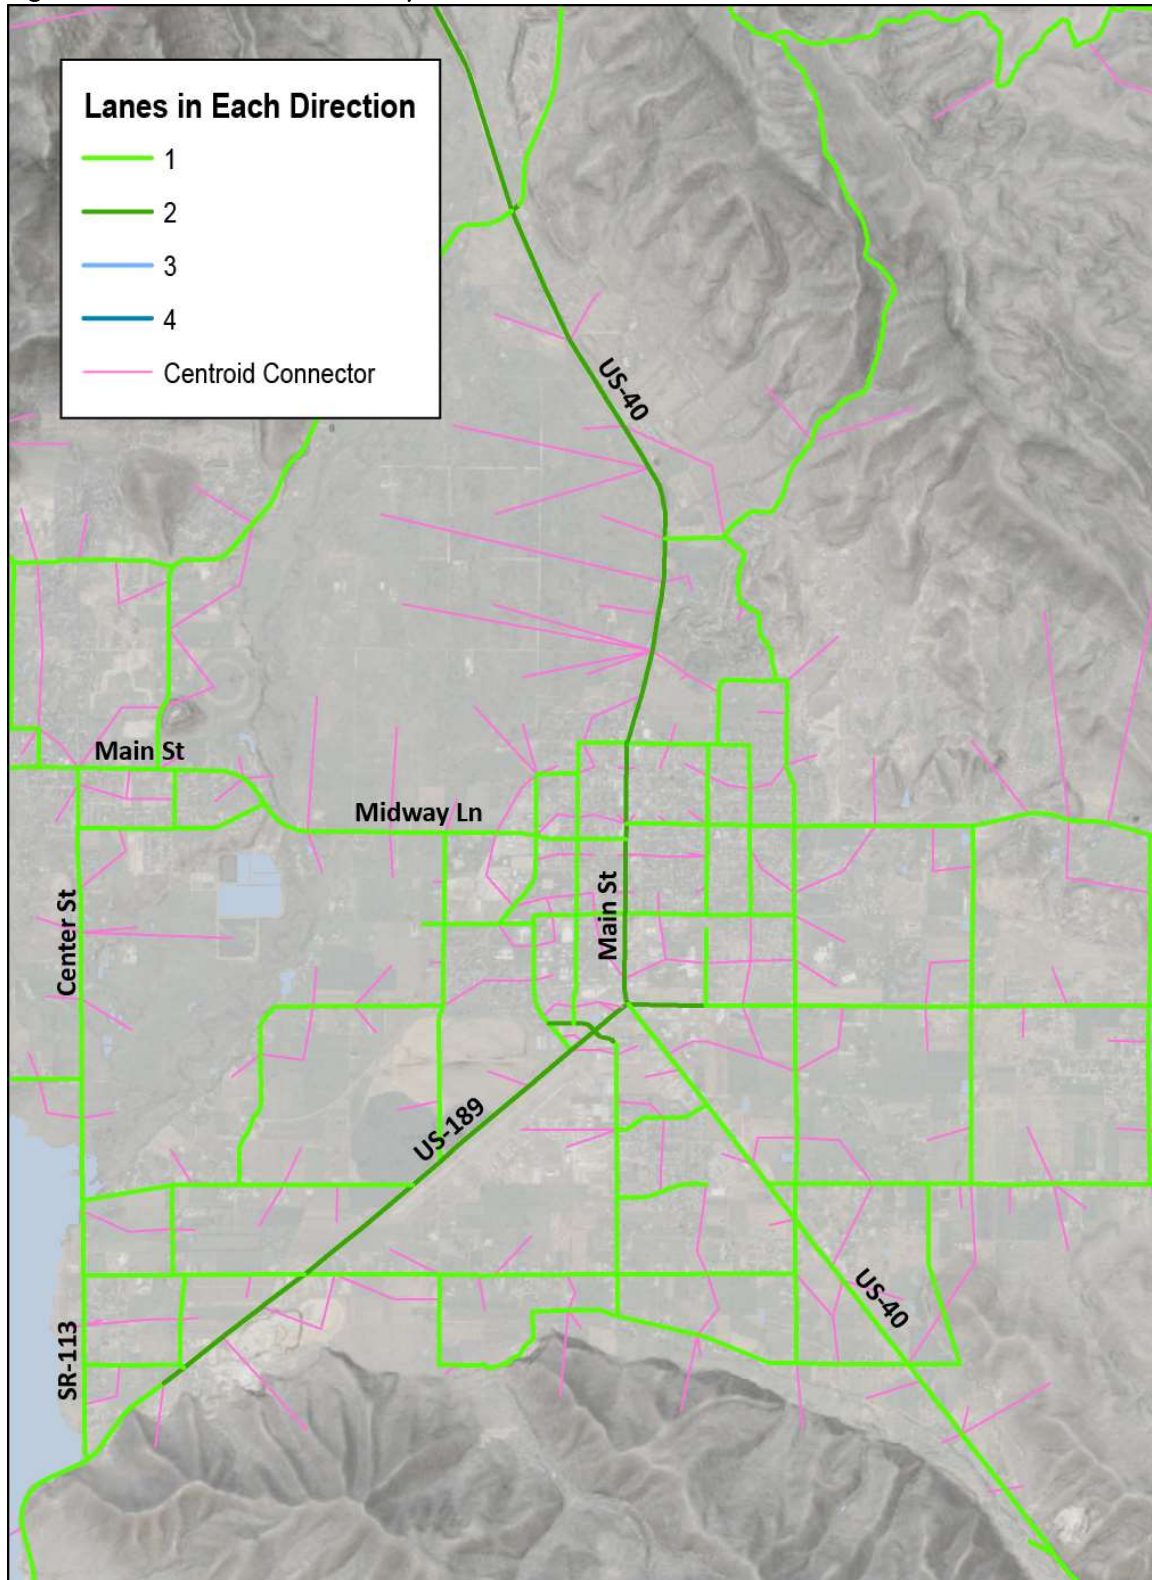 Lanes in Each Direction
1
2
3
4
Centroid Connector
US-40
Main St
Midway Ln
Center St
Main St
US-189
US-40
SR-113